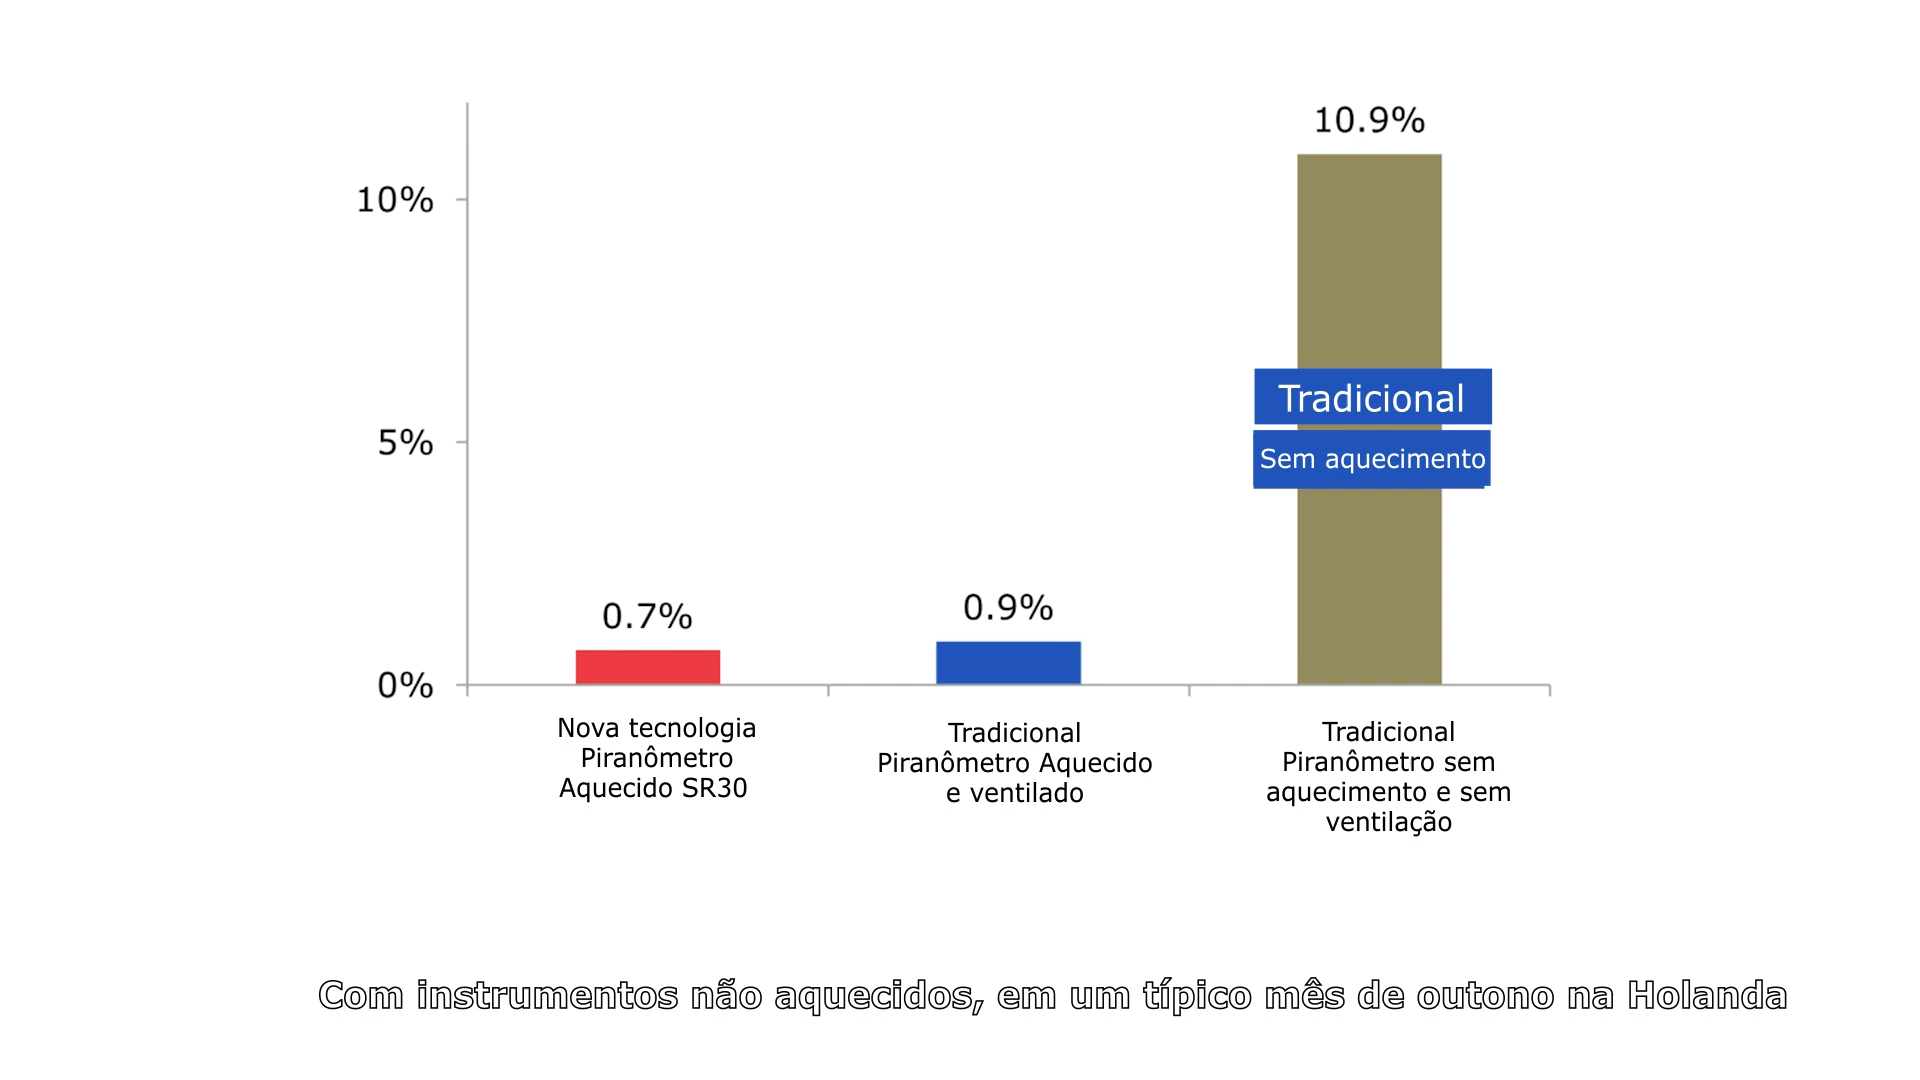 10.9%
10%
Tradicional
5%
Sem aquecimento
0.7%
0.9%
0%
Nova tecnologia
Piranômetro
Aquecido SR30
Tradicional
Piranômetro Aquecido
e ventilado
Tradicional
Piranômetro sem
aquecimento e sem
ventilação
Com instrumentos não aquecidos, em um típico mês de outono na Holanda